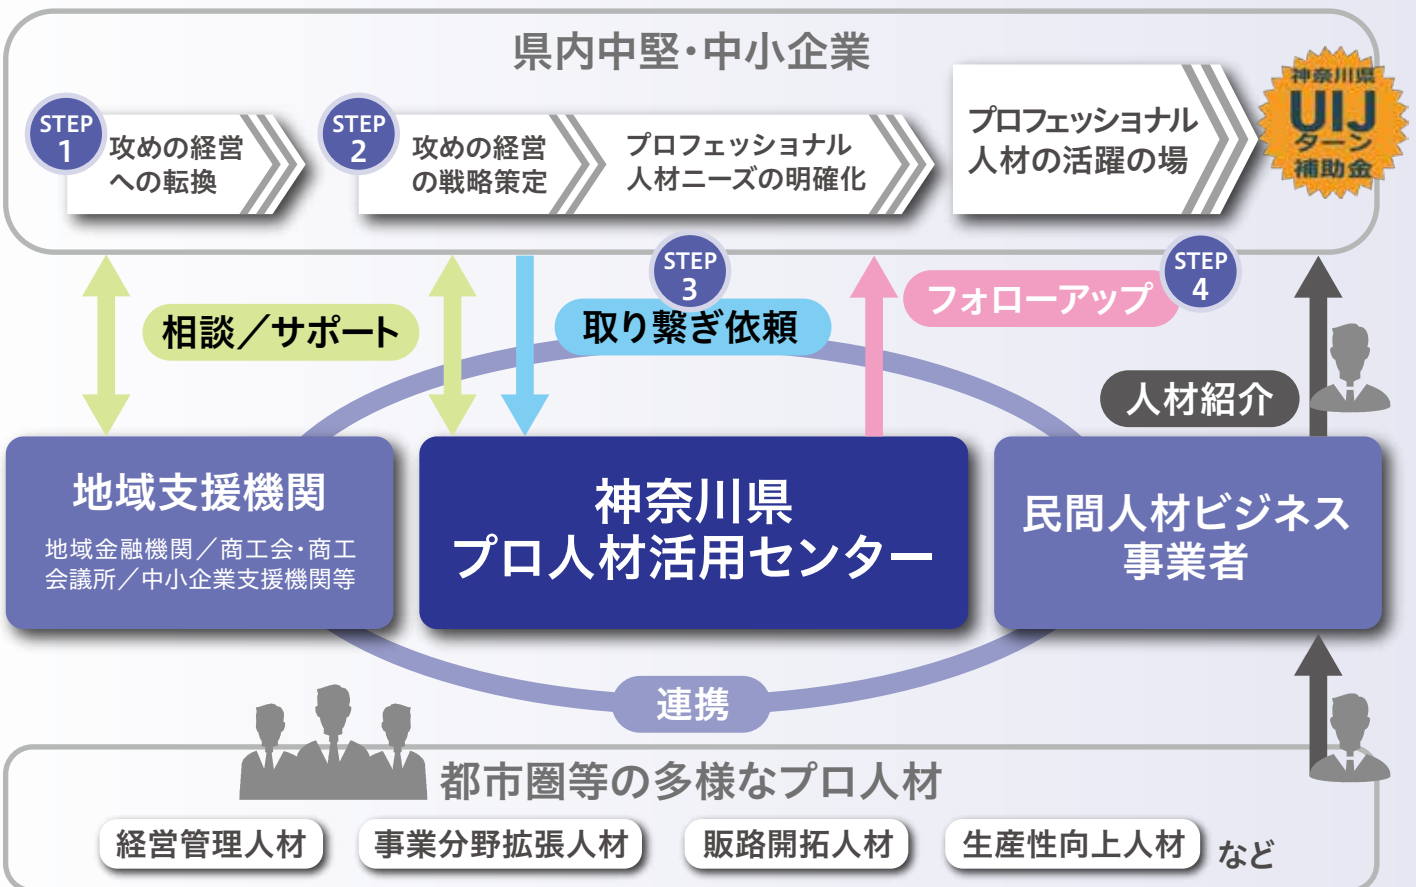 県内中堅・中小企業
STEP
1
攻めの経営
への転換
STEP
2
攻めの経営
の戦略策定
プロフェッショナル
人材ニーズの明確化
プロフェッショナル
人材の活躍の場
神奈川県
UIJ
ターン
補助金
相談／サポート
STEP
3
取り繋ぎ依頼
フォローアップ
STEP
4
人材紹介
地域支援機関
地域金融機関／商工会・商工
会議所／中小企業支援機関等
神奈川県
プロ人材活用センター
民間人材ビジネス
事業者
連携
都市圏等の多様なプロ人材
経営管理人材
事業分野拡張人材
販路開拓人材
生産性向上人材
など